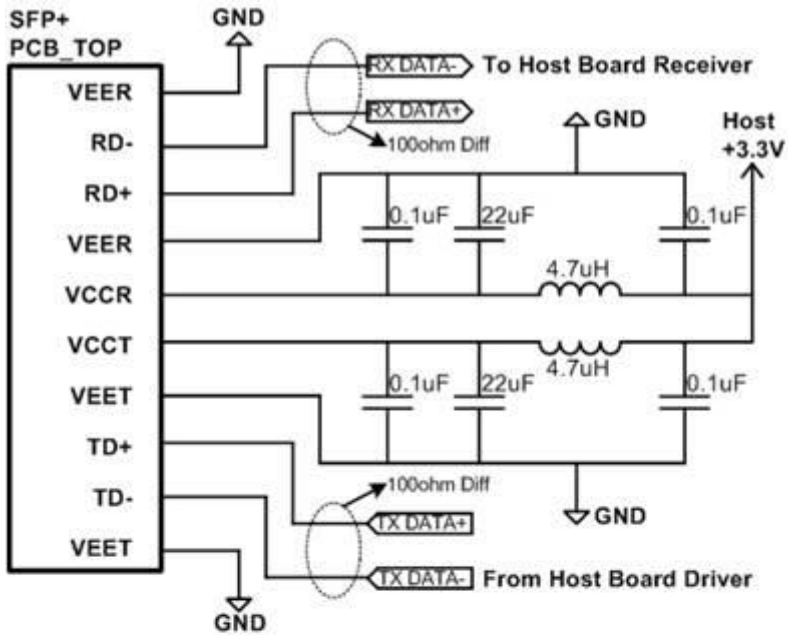 SFP+
PCB_TOP
GND
VEER
RX DATA-
To Host Board Receiver
RD-
RX DATA+
100ohm Diff
GND
Host
+3.3V
RD+
VEER
0.1uF
22uF
0.1uF
4.7uH
VCCR
VCCT
4.7uH
VEET
0.1uF
22uF
0.1uF
TD+
100ohm Diff
TD-
TX DATA+
GND
VEET
TX DATA-
From Host Board Driver
GND